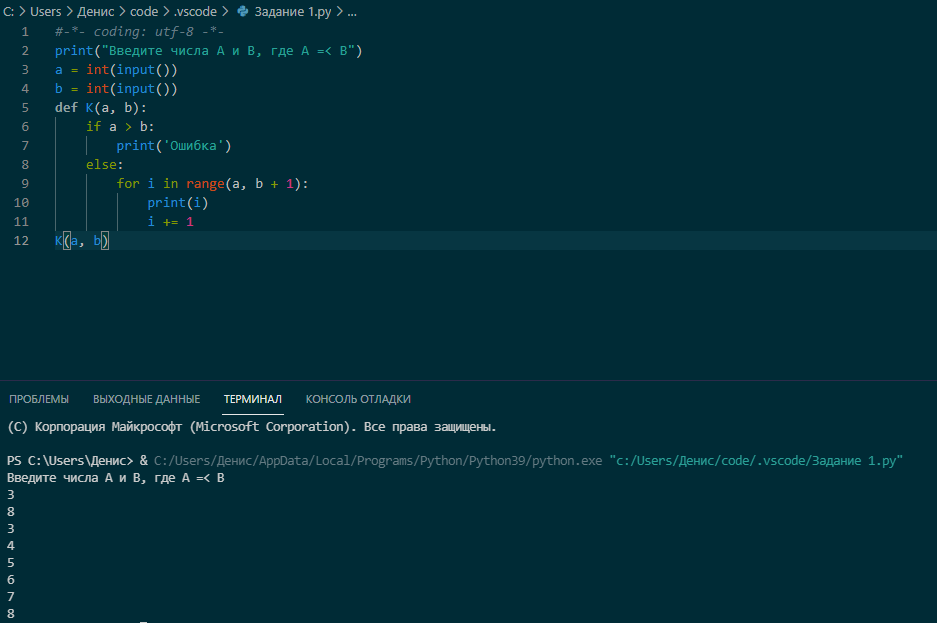 C: > Users > Денис > code > .vscode > Задание 1.py > ...
1 #-*- coding: utf-8 -*-
2 print("Введите числа А и В, где А =< В")
3 a = int(input())
4 b = int(input())
5 def K(a, b):
6 if a > b:
7 print('Ошибка')
8 else:
9 for i in range(a, b + 1):
10 print(i)
11 i += 1
12 K(a, b)
ПРОБЛЕМЫ ВЫХОДНЫЕ ДАННЫЕ ТЕРМИНАЛ КОНСОЛЬ ОТЛАДКИ
(C) Корпорация Майкрософт (Microsoft Corporation). Все права защищены.
PS C:\Users\Денис> & C:/Users/Денис/AppData/Local/Programs/Python/Python39/python.exe "c:/Users/Денис/code/.vscode/Задание 1.py"
Введите числа А и В, где А =< В
3
8
3
4
5
6
7
8